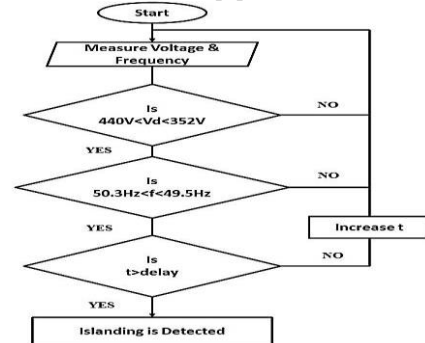 Start
Measure Voltage &
Frequency
Is
440V<Vd<352V
NO
YES
Is
50.3Hz<f<49.5Hz
NO
YES
Increase t
Is
t>delay
NO
YES
Islanding is Detected